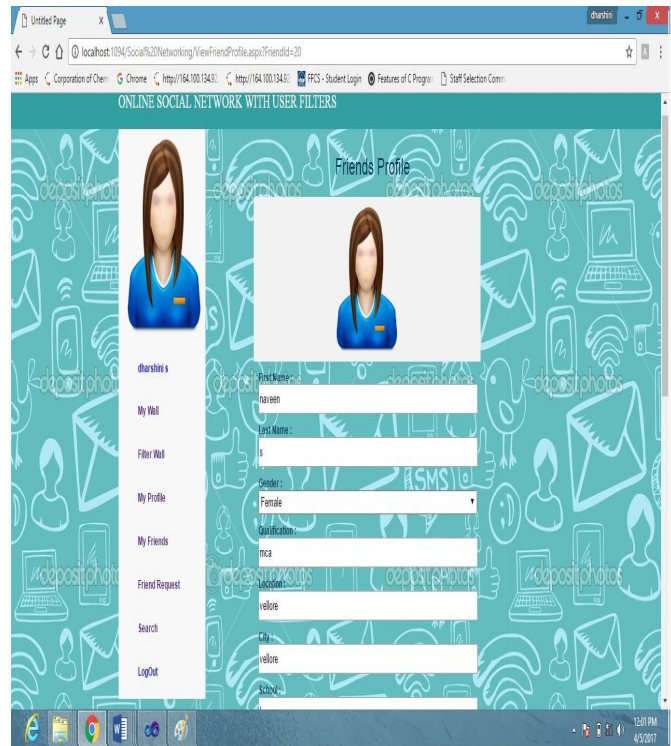 Untitled Page
dharshini
localhost:1094/Social%20Networking/ViewFriendProfile.aspx?FriendId=20
Apps
Corporation of Chenn
Chrome
http://164.100.134.92
http://164.100.134.92
FFCS - Student Login
Features of C Program
Staff Selection Comm
ONLINE SOCIAL NETWORK WITH USER FILTERS
Friends Profile
dharshini s
My Wall
Filter Wall
My Profile
My Friends
Friend Request
Search
LogOut
First Name :
naveen
Last Name :
s
Gender :
Female
Qualification :
mca
Location :
vellore
City :
vellore
School :
depositphotos
SMS
12:01 PM
4/5/2017